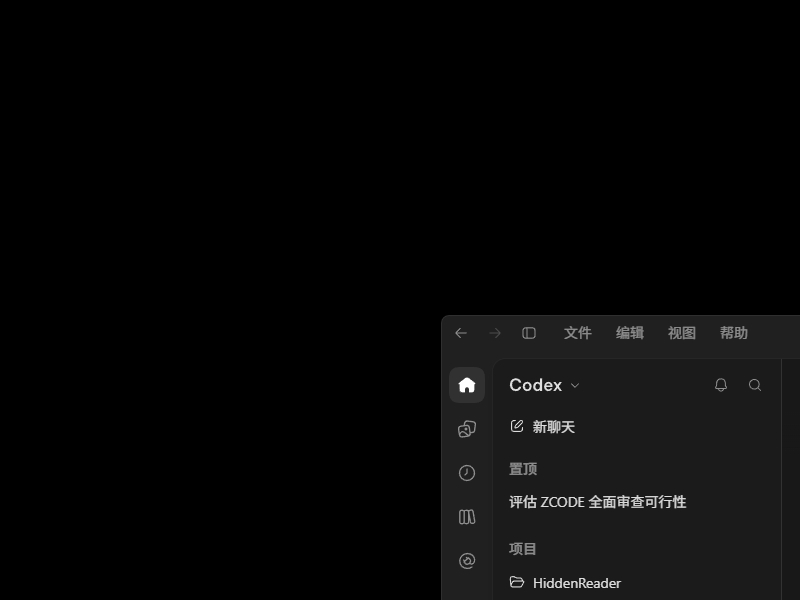 文件 编辑 视图 帮助
Codex
新聊天
置顶
评估 ZCODE 全面审查可行性
项目
HiddenReader